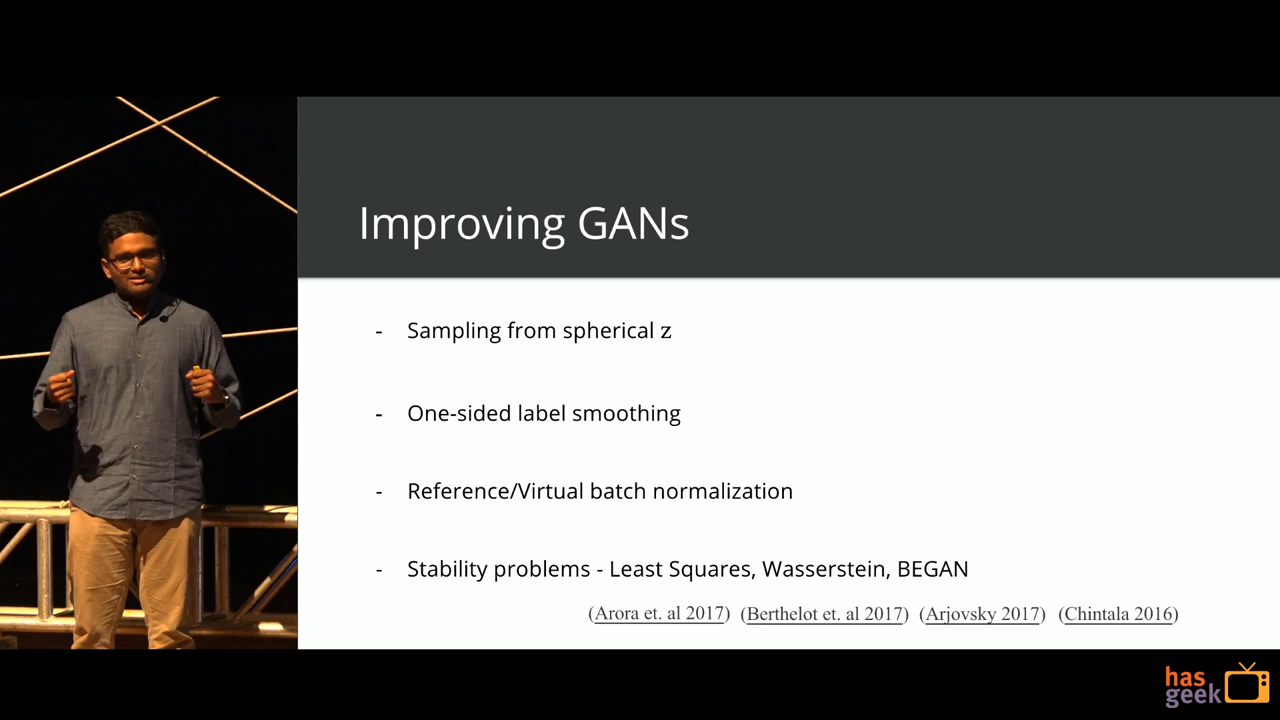 Improving GANs
- Sampling from spherical z
- One-sided label smoothing
- Reference/Virtual batch normalization
- Stability problems - Least Squares, Wasserstein, BEGAN
(Arora et. al 2017) (Berthelot et. al 2017) (Arjovsky 2017) (Chintala 2016)
has
geek